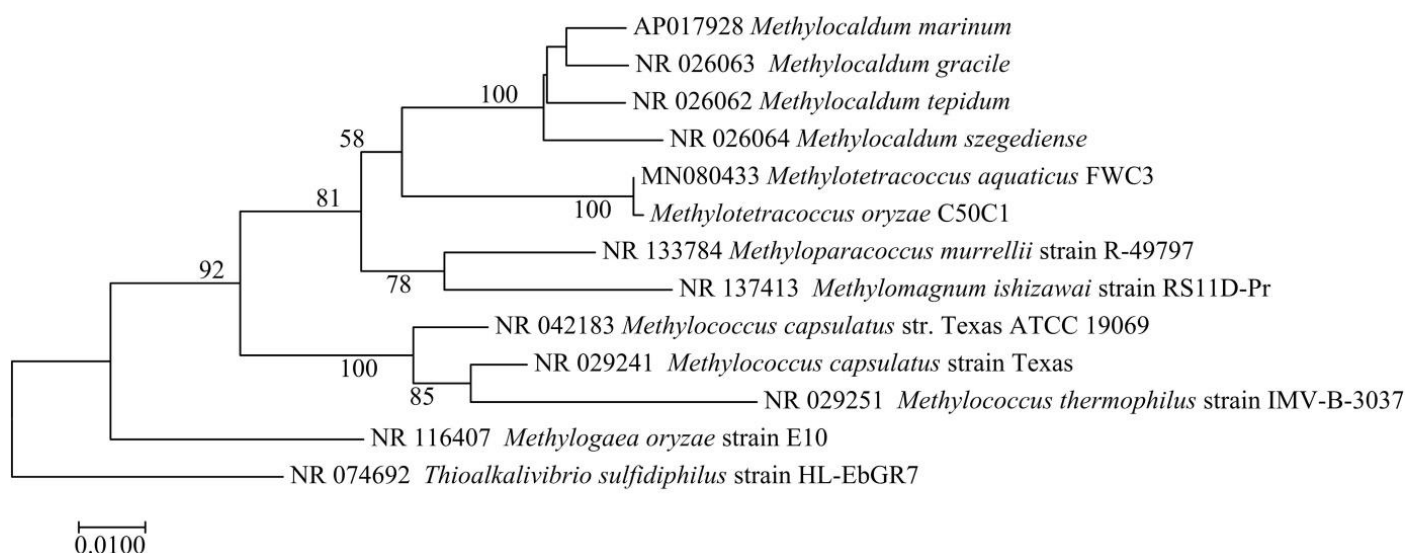 AP017928 Methylocaldum marinum
NR 026063 Methylocaldum gracile
100
NR 026062 Methylocaldum tepidum
58
NR 026064 Methylocaldum szegediense
MN080433 Methylotetracoccus aquaticus FWC3
81
100
Methylotetracoccus oryzae C50C1
NR 133784 Methyloparacoccus murrellii strain R-49797
92
78
NR 137413 Methylomagnum ishizawai strain RS11D-Pr
NR 042183 Methylococcus capsulatus str. Texas ATCC 19069
100
NR 029241 Methylococcus capsulatus strain Texas
85
NR 029251 Methylococcus thermophilus strain IMV-B-3037
NR 116407 Methylogaea oryzae strain E10
NR 074692 Thioalkalivibrio sulfidiphilus strain HL-EbGR7
0.0100